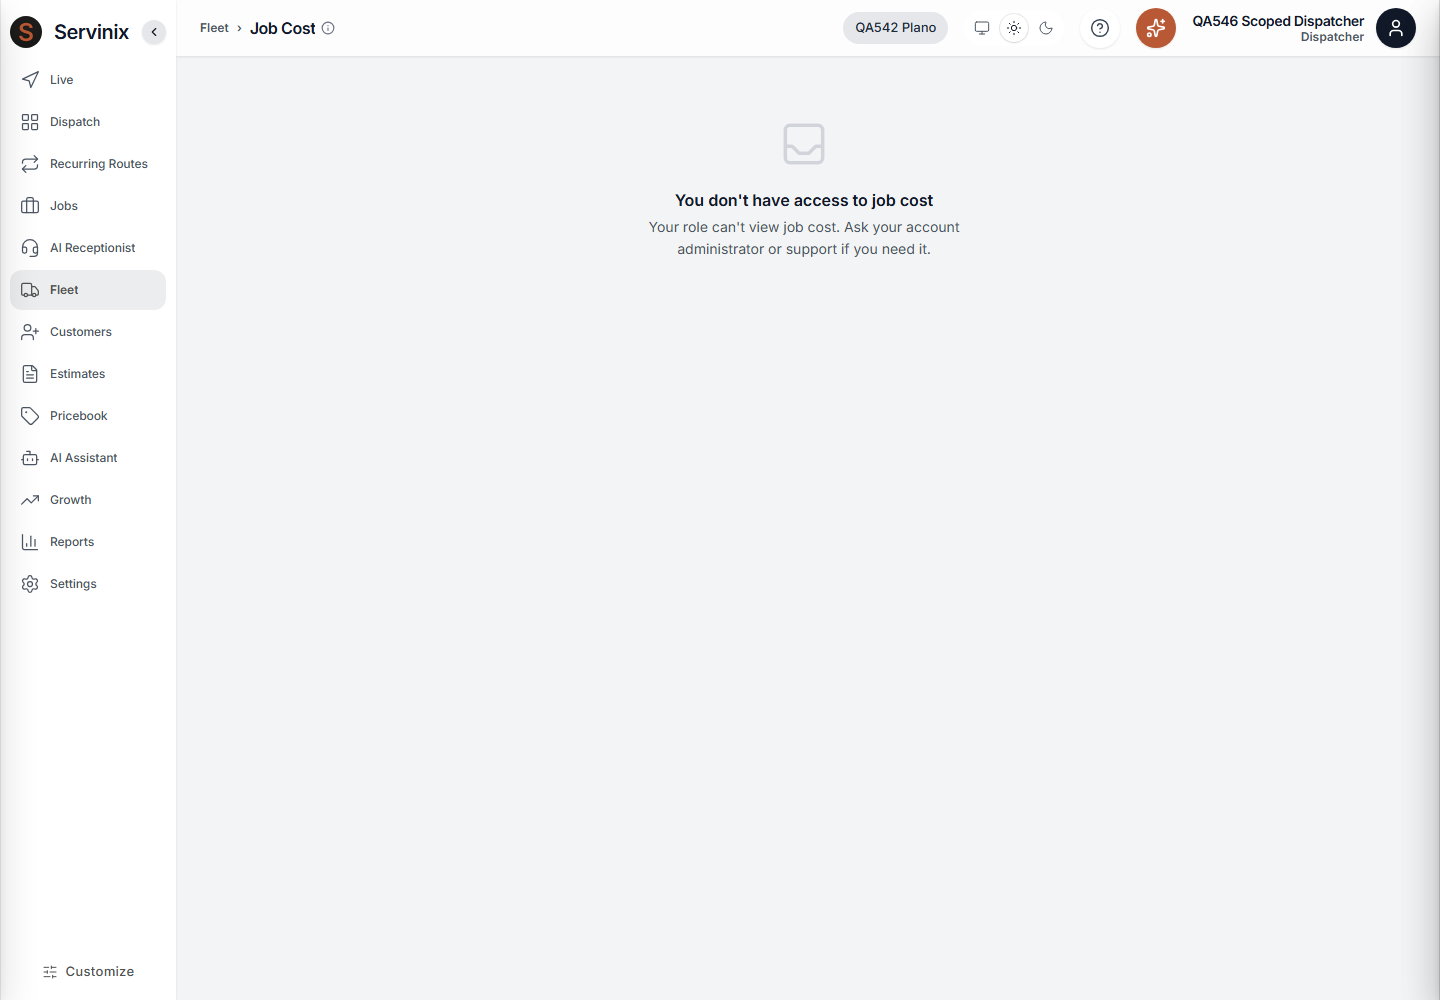 S Servinix
Live
Dispatch
Recurring Routes
Jobs
AI Receptionist
Fleet
Customers
Estimates
Pricebook
AI Assistant
Growth
Reports
Settings
Customize
Fleet › Job Cost
QA542 Plano
QA546 Scoped Dispatcher
Dispatcher
You don't have access to job cost
Your role can't view job cost. Ask your account
administrator or support if you need it.